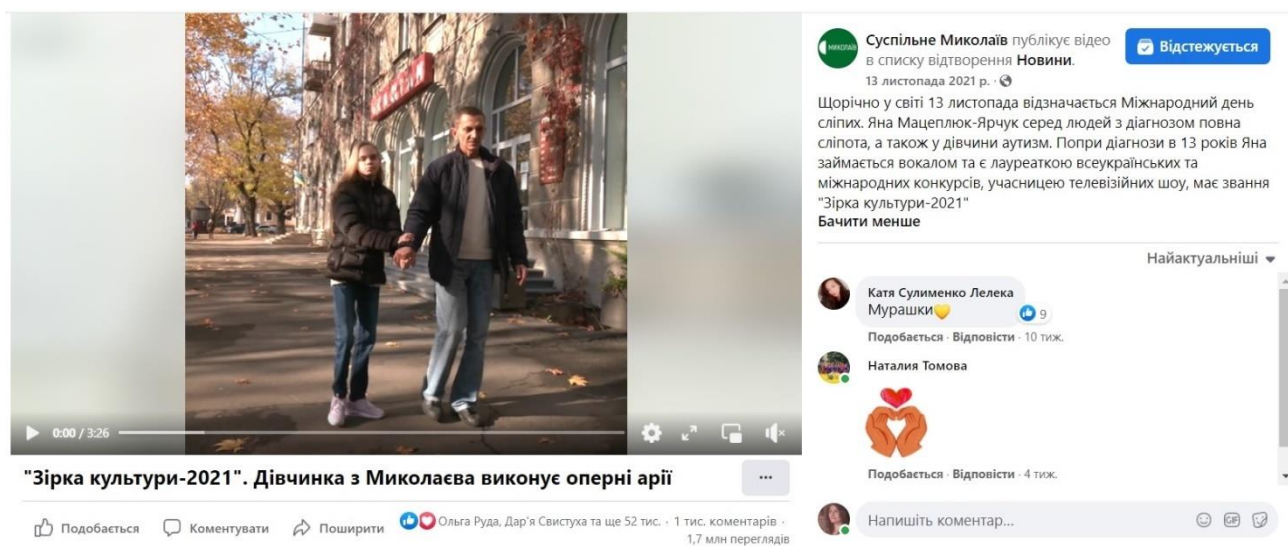 0:00 / 3:26
"Зірка культури-2021". Дівчинка з Миколаєва виконує оперні арії
Подобається Коментувати Поширити Ольга Руда, Дар'я Свистуха та ще 52 тис. · 1 тис. коментарів ·
1,7 млн переглядів
МИКОЛАЇВ
Суспільне Миколаїв публікує відео
в списку відтворення Новини.
13 листопада 2021 р. ·
Відстежується
Щорічно у світі 13 листопада відзначається Міжнародний день
сліпих. Яна Мацеплюк-Ярчук серед людей з діагнозом повна
сліпота, а також у дівчини аутизм. Попри діагнози в 13 років Яна
займається вокалом та є лауреаткою всеукраїнських та
міжнародних конкурсів, учасницею телевізійних шоу, має звання
"Зірка культури-2021"
Бачити менше
Найактуальніші
Катя Сулименко Лелека
Мурашки💛
9
Подобається · Відповісти · 10 тиж.
Наталия Томова
Подобається · Відповісти · 4 тиж.
Напишіть коментар...
GIF